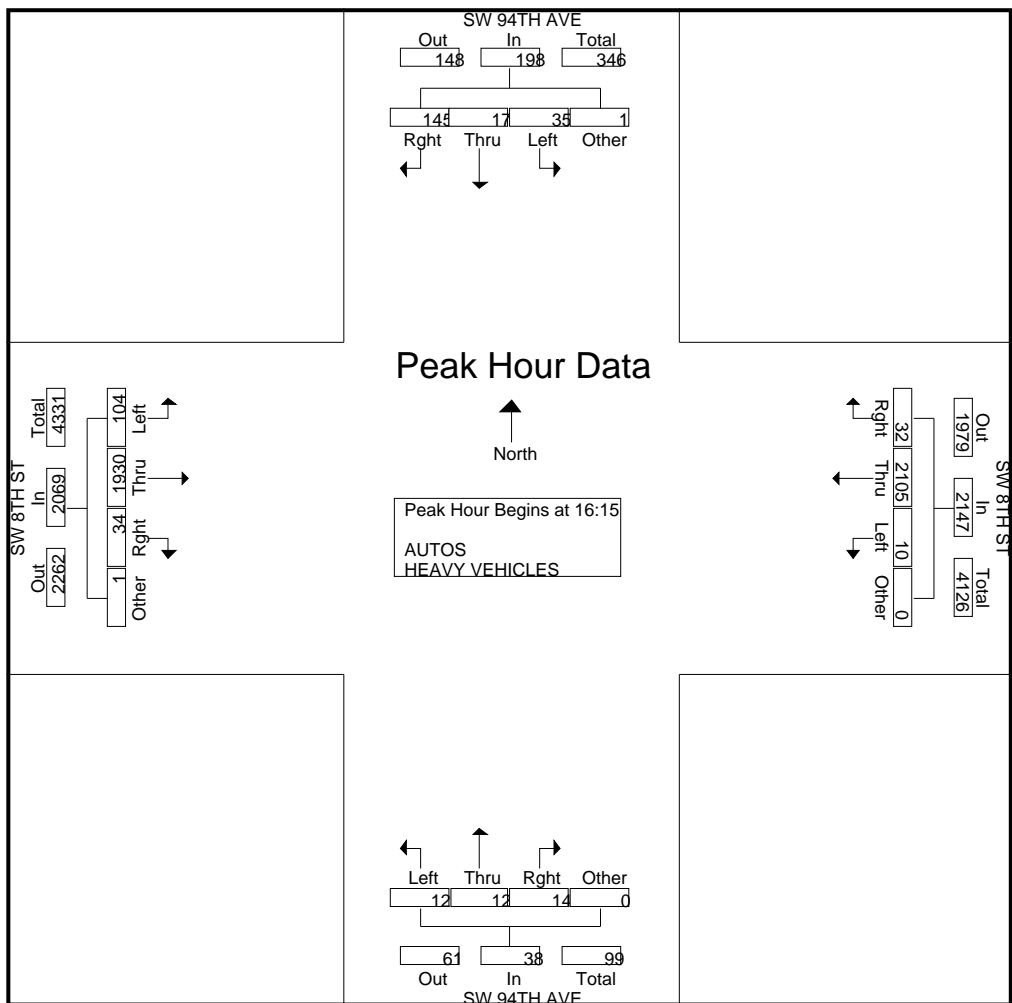 SW 94TH AVE
Out In Total
148 198 346
145 17 35 1
Rght Thru Left Other
Peak Hour Data
North
Peak Hour Begins at 16:15
AUTOS
HEAVY VEHICLES
SW 8TH ST
Total In Out
4331 2069 2262
104 1930 34 1
Left Thru Rght Other
Rght Thru Left Other
32 2105 10 0
Out In Total
1979 2147 4126
SW 8TH ST
Left Thru Rght Other
12 12 14 0
61 38 99
Out In Total
SW 94TH AVE